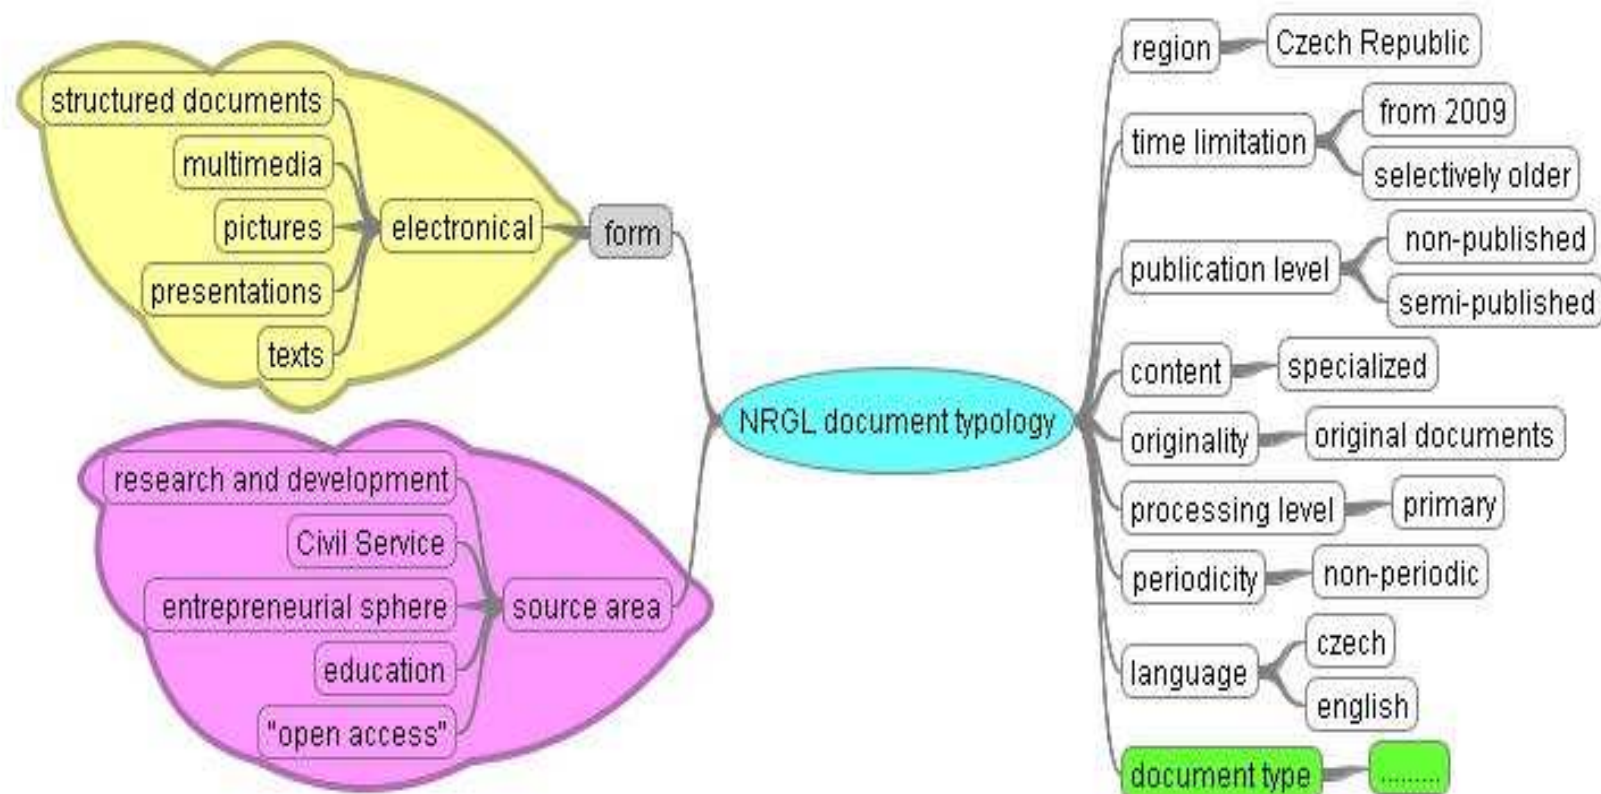 structured documents
multimedia
pictures
presentations
texts
electronical
form
research and development
Civil Service
entrepreneurial sphere
education
"open access"
source area
NRGL document typology
region
Czech Republic
time limitation
from 2009
selectively older
publication level
non-published
semi-published
content
specialized
originality
original documents
processing level
primary
periodicity
non-periodic
language
czech
english
document type
.........